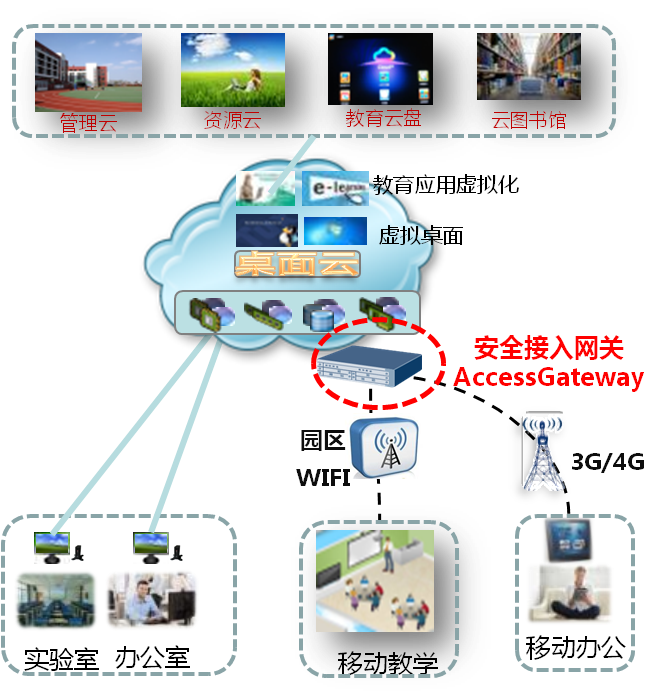 管理云
资源云
教育云盘
云图书馆
e-learning
教育应用虚拟化
虚拟桌面
桌面云
安全接入网关
AccessGateway
园区
WIFI
3G/4G
实验室
办公室
移动教学
移动办公